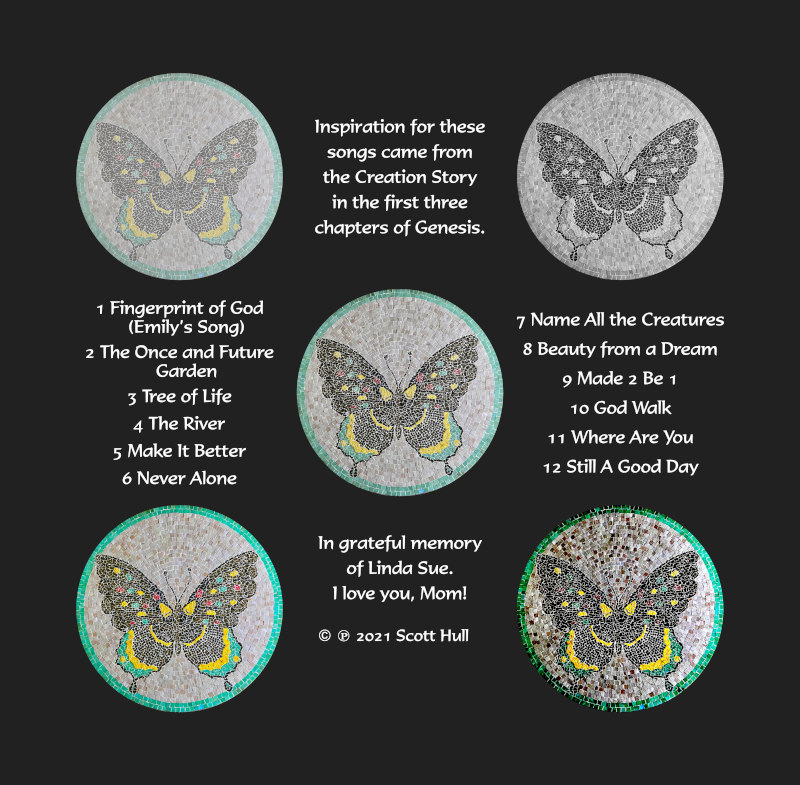 Inspiration for these
songs came from
the Creation Story
in the first three
chapters of Genesis.
1 Fingerprint of God
(Emily's Song)
2 The Once and Future
Garden
3 Tree of Life
4 The River
5 Make It Better
6 Never Alone
7 Name All the Creatures
8 Beauty from a Dream
9 Made 2 Be 1
10 God Walk
11 Where Are You
12 Still A Good Day
In grateful memory
of Linda Sue.
I love you, Mom!
© ℗ 2021 Scott Hull